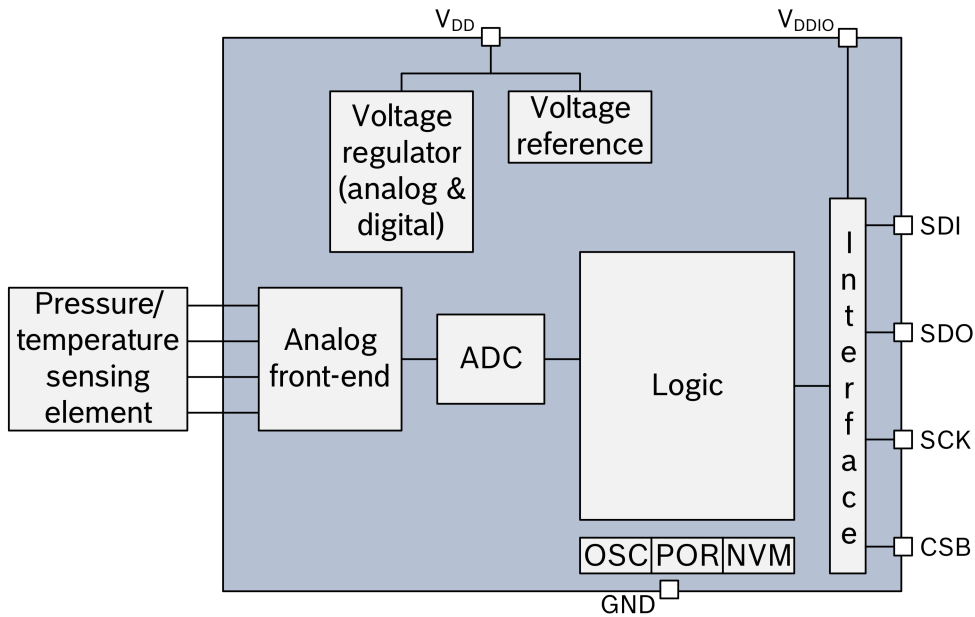 VDD
VDDIO
Voltage
regulator
(analog &
digital)
Voltage
reference
Pressure/
temperature
sensing
element
Analog
front-end
ADC
Logic
Interface
SDI
SDO
SCK
CSB
OSC POR NVM
GND